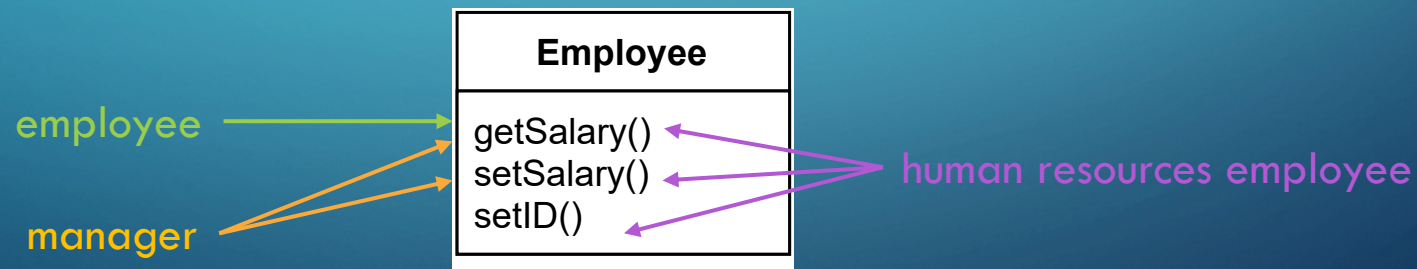 Employee
employee
getSalary()
setSalary()
setID()
human resources employee
manager